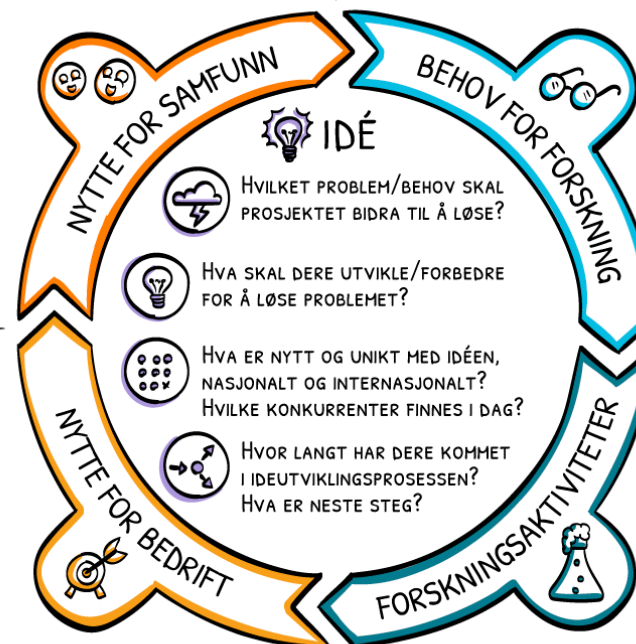 NYTTE FOR SAMFUNN
BEHOV FOR FORSKNING
IDÉ
HVILKET PROBLEM/BEHOV SKAL
PROSJEKTET BIDRA TIL Å LØSE?
HVA SKAL DERE UTVIKLE/FORBEDRE
FOR Å LØSE PROBLEMET?
HVA ER NYTT OG UNIKT MED IDÉEN,
NASJONALT OG INTERNASJONALT?
HVILKE KONKURRENTER FINNES I DAG?
HVOR LANGT HAR DERE KOMMET
I IDEUTVIKLINGSPROSESSEN?
HVA ER NESTE STEG?
NYTTE FOR BEDRIFT
FORSKNINGSAKTIVITETER